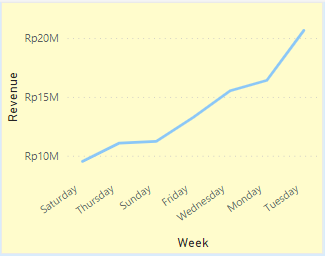 Revenue
Rp20M
Rp15M
Rp10M
Saturday
Thursday
Sunday
Friday
Wednesday
Monday
Tuesday
Week